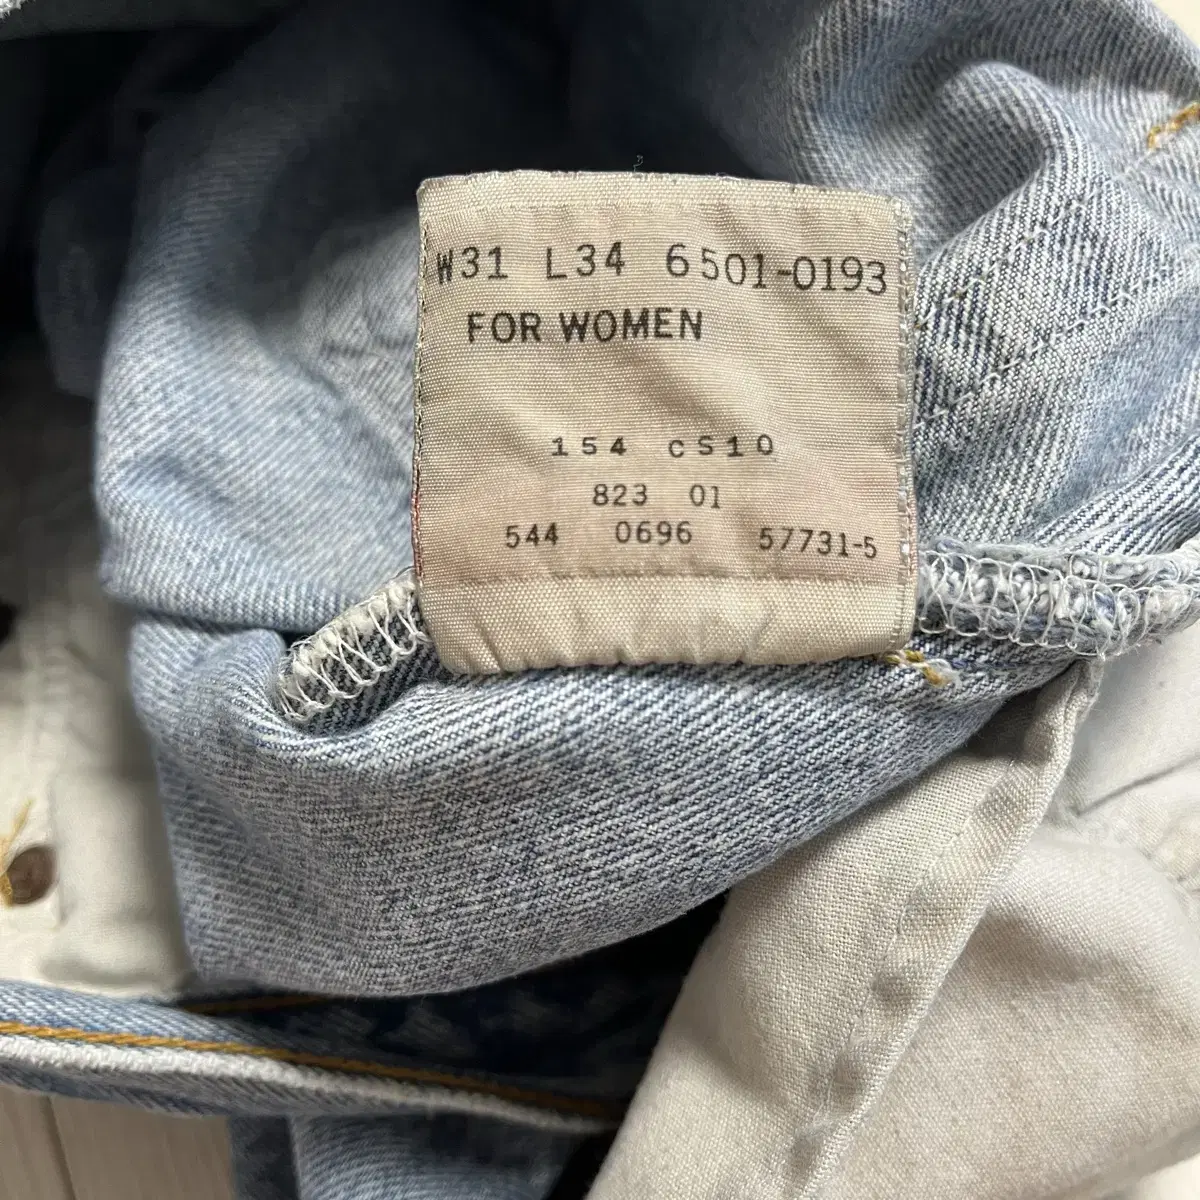 W31 L34 6501-0193
FOR WOMEN
154 cS10
823 01
544 0696 57731-5